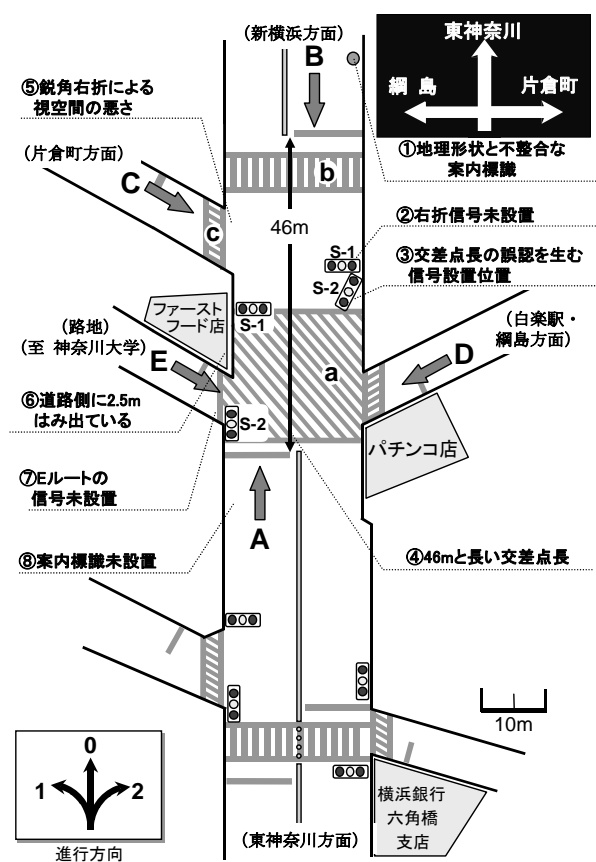 (新横浜方面)
B
東神奈川
綱 島
片倉町
⑤鋭角右折による
視空間の悪さ
①地理形状と不整合な
案内標識
(片倉町方面)
C
b
c
46m
②右折信号未設置
S-1
③交差点長の誤認を生む
信号設置位置
S-2
ファースト
フード店
S-1
(路地)
(至 神奈川大学)
E
(白楽駅・
綱島方面)
D
a
⑥道路側に2.5m
はみ出ている
S-2
パチンコ店
⑦Eルートの
信号未設置
A
⑧案内標識未設置
④46mと長い交差点長
10m
0
1
2
進行方向
横浜銀行
六角橋
支店
(東神奈川方面)